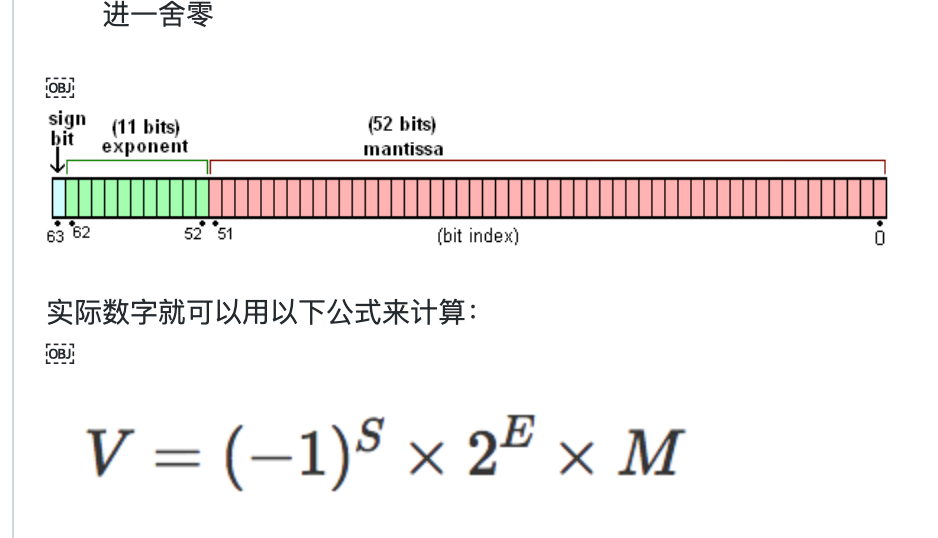 进一舍零
OBJ
sign
bit
(11 bits)
exponent
(52 bits)
mantissa
63 62 52 51 (bit index) 0
实际数字就可以用以下公式来计算：
OBJ
V = (−1)^S × 2^E × M